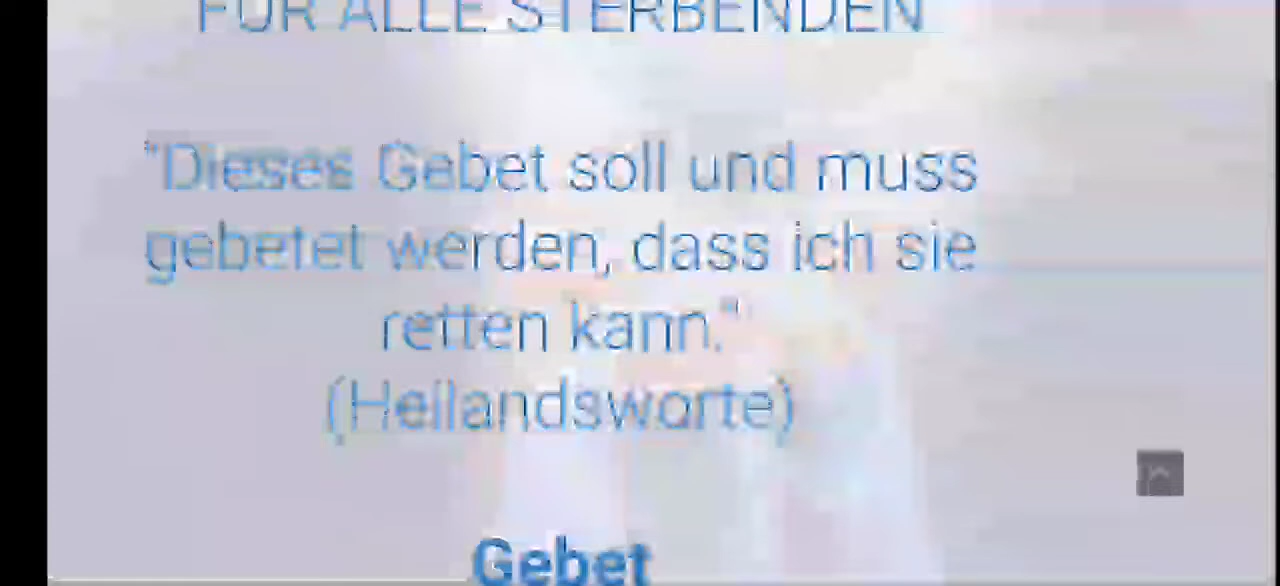 FÜR ALLE STERBENDEN
"Dieses Gebet soll und muss
gebetet werden, dass ich sie
retten kann."
(Heilandsworte)
Gebet